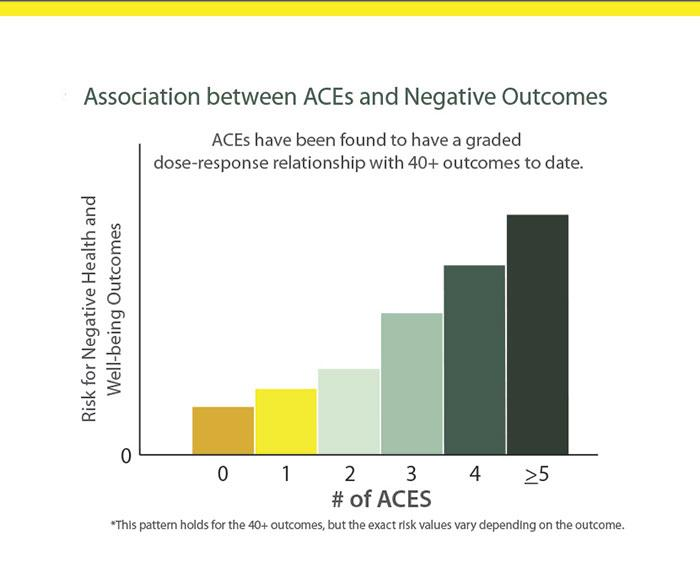 Association between ACEs and Negative Outcomes
ACEs have been found to have a graded
dose-response relationship with 40+ outcomes to date.
Risk for Negative Health and
Well-being Outcomes
0
0 1 2 3 4 ≥5
# of ACES
*This pattern holds for the 40+ outcomes, but the exact risk values vary depending on the outcome.